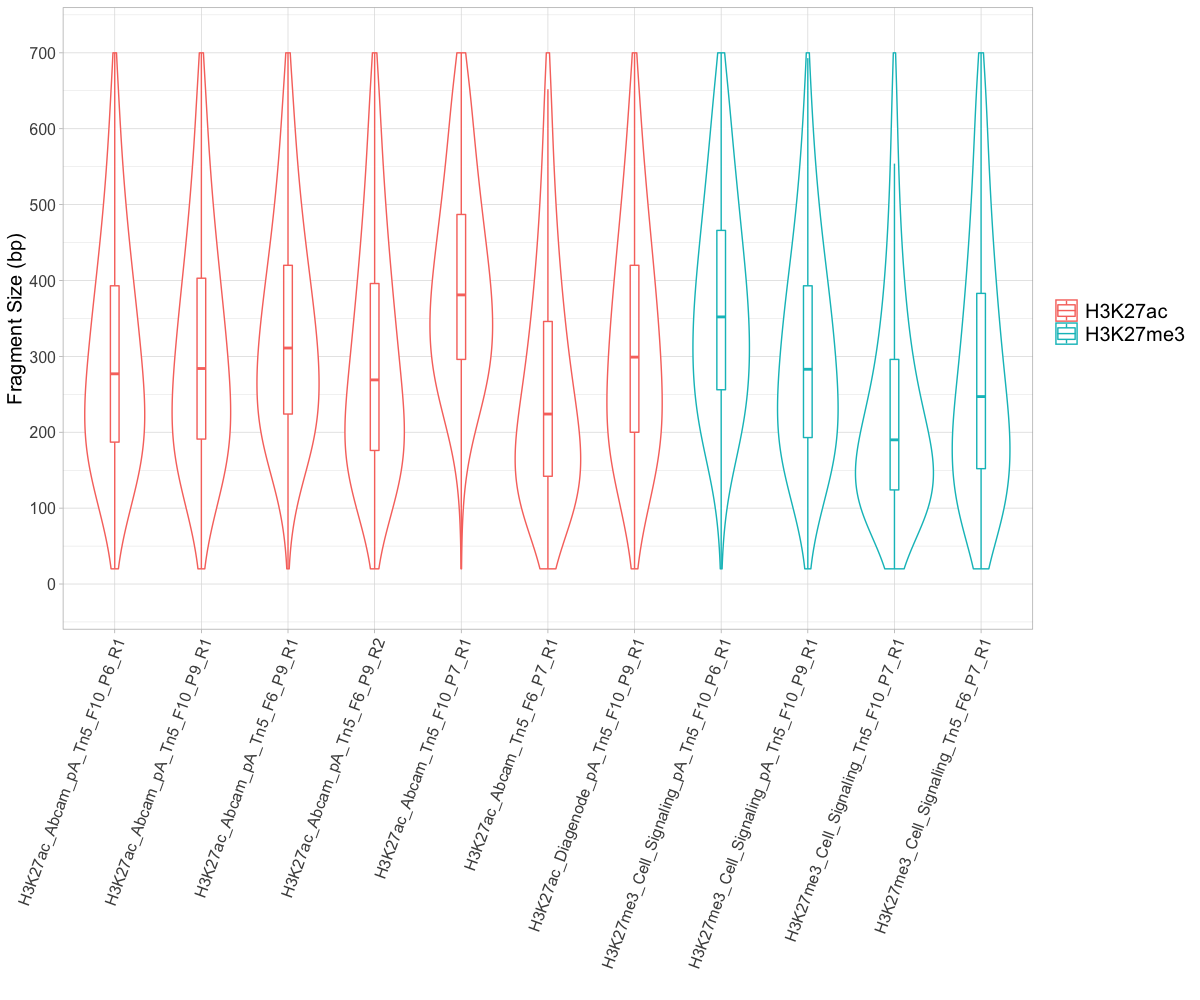 700
600
500
400
300
200
100
0
Fragment Size (bp)
H3K27ac_Abcam_pA_Tn5_F10_P6_R1
H3K27ac_Abcam_pA_Tn5_F10_P9_R1
H3K27ac_Abcam_pA_Tn5_F6_P9_R1
H3K27ac_Abcam_pA_Tn5_F6_P9_R2
H3K27ac_Abcam_Tn5_F10_P7_R1
H3K27ac_Abcam_Tn5_F6_P7_R1
H3K27ac_Diagenode_pA_Tn5_F10_P9_R1
H3K27me3_Cell_Signaling_pA_Tn5_F10_P6_R1
H3K27me3_Cell_Signaling_pA_Tn5_F10_P9_R1
H3K27me3_Cell_Signaling_Tn5_F10_P7_R1
H3K27me3_Cell_Signaling_Tn5_F6_P7_R1
H3K27ac
H3K27me3